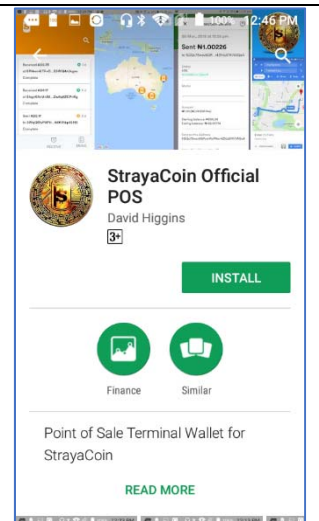 100% 12:46 PM
Sent ₦1.00226
StrayaCoin Official
POS
David Higgins
3+
INSTALL
Finance
Similar
Point of Sale Terminal Wallet for
StrayaCoin
READ MORE